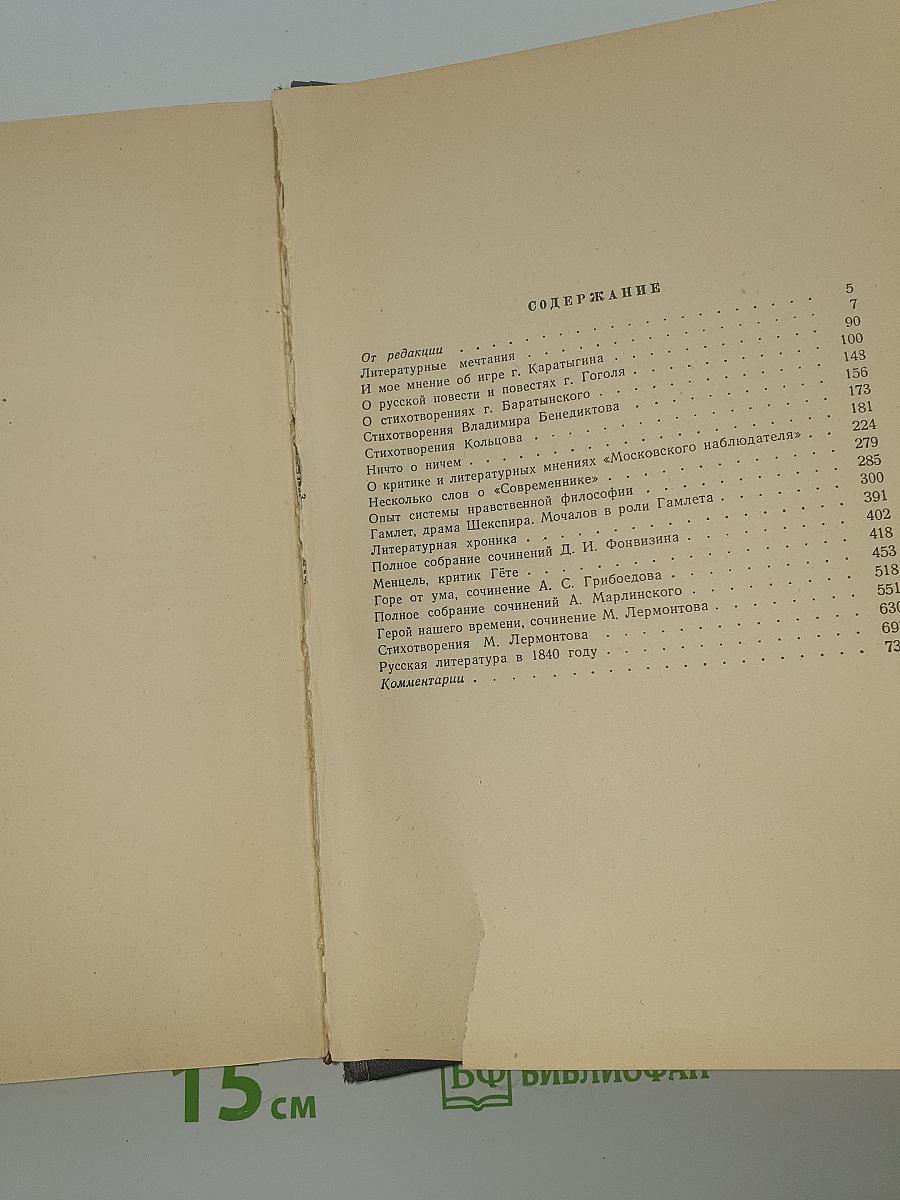 СОДЕРЖАНИЕ
От редакции . . . . . . . . . . . . . . . . 5
Литературные мечтания . . . . . . . . . . . . . 7
И мое мнение об игре г. Каратыгина . . . . . . . . . 90
О русской повести и повестях г. Гоголя . . . . . . . . 100
О стихотворениях г. Баратынского . . . . . . . . . . 148
Стихотворения Владимира Бенедиктова . . . . . . . . 156
Стихотворения Кольцова . . . . . . . . . . . . . 173
Ничто о ничем . . . . . . . . . . . . . . . . 181
О критике и литературных мнениях «Московского наблюдателя» . . 224
Несколько слов о «Современнике» . . . . . . . . . . 279
Опыт системы нравственной философии . . . . . . . . 285
Гамлет, драма Шекспира. Мочалов в роли Гамлета . . . . . 300
Литературная хроника . . . . . . . . . . . . . . 391
Полное собрание сочинений Д. И. Фонвизина . . . . . . . 402
Менцель, критик Гёте . . . . . . . . . . . . . . 418
Горе от ума, сочинение А. С. Грибоедова . . . . . . . . 453
Полное собрание сочинений А. Марлинского . . . . . . . 518
Герой нашего времени, сочинение М. Лермонтова . . . . . . 551
Стихотворения М. Лермонтова . . . . . . . . . . . 630
Русская литература в 1840 году . . . . . . . . . . . 69
Комментарии . . . . . . . . . . . . . . . . . 73
15 см
БФ БИБЛИОФАН